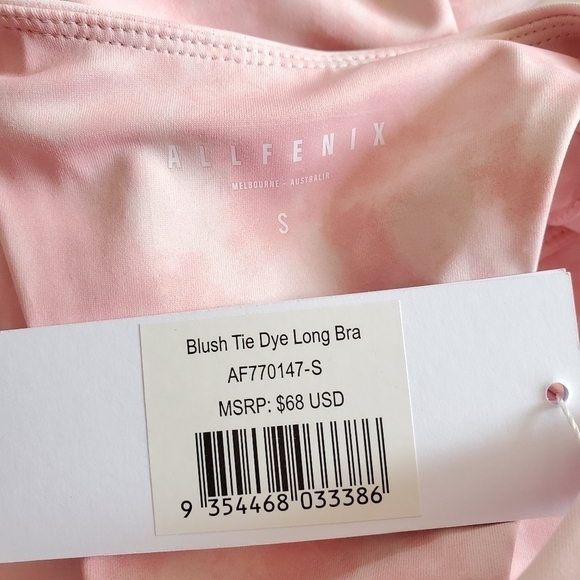 ALLFENIX
MELBOURNE - AUSTRALIA
S
Blush Tie Dye Long Bra
AF770147-S
MSRP: $68 USD
9 354468 033386